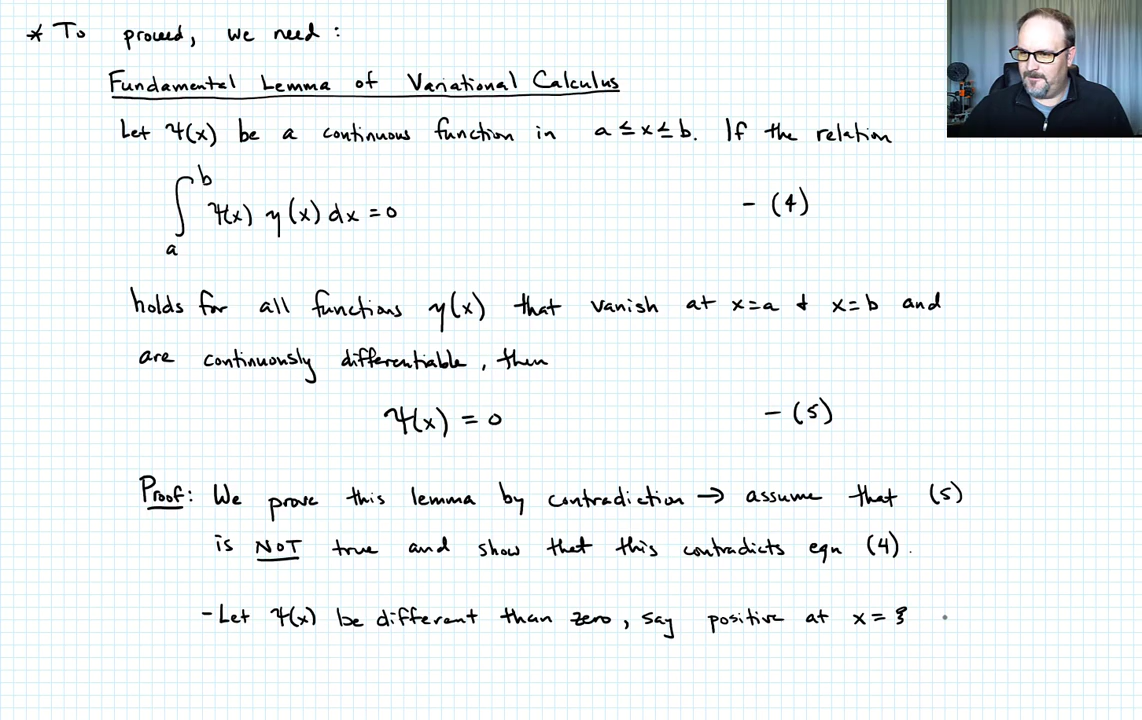 * To proceed, we need :
Fundamental Lemma of Variational Calculus
Let Ψ(x) be a continuous function in a ≤ x ≤ b. If the relation
∫_a^b Ψ(x) η(x) dx = 0 - (4)
holds for all functions η(x) that vanish at x=a & x=b and
are continuously differentiable, then
Ψ(x) = 0 - (5)
Proof: We prove this lemma by contradiction → assume that (5)
is NOT true and show that this contradicts eqn (4).
- Let Ψ(x) be different than zero, say positive at x = ξ